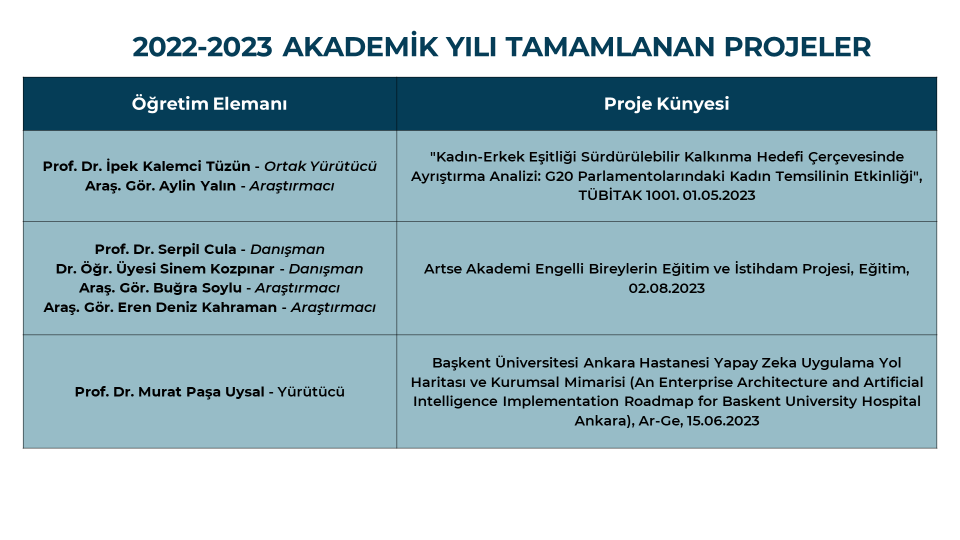 2022-2023 AKADEMİK YILI TAMAMLANAN PROJELER
Öğretim Elemanı
Proje Künyesi
Prof. Dr. İpek Kalemci Tüzün - Ortak Yürütücü
Araş. Gör. Aylin Yalın - Araştırmacı
"Kadın-Erkek Eşitliği Sürdürülebilir Kalkınma Hedefi Çerçevesinde
Ayrıştırma Analizi: G20 Parlamentolarındaki Kadın Temsilinin Etkinliği",
TÜBİTAK 1001. 01.05.2023
Prof. Dr. Serpil Cula - Danışman
Dr. Öğr. Üyesi Sinem Kozpınar - Danışman
Araş. Gör. Buğra Soylu - Araştırmacı
Araş. Gör. Eren Deniz Kahraman - Araştırmacı
Artse Akademi Engelli Bireylerin Eğitim ve İstihdam Projesi, Eğitim,
02.08.2023
Prof. Dr. Murat Paşa Uysal - Yürütücü
Başkent Üniversitesi Ankara Hastanesi Yapay Zeka Uygulama Yol
Haritası ve Kurumsal Mimarisi (An Enterprise Architecture and Artificial
Intelligence Implementation Roadmap for Baskent University Hospital
Ankara), Ar-Ge, 15.06.2023